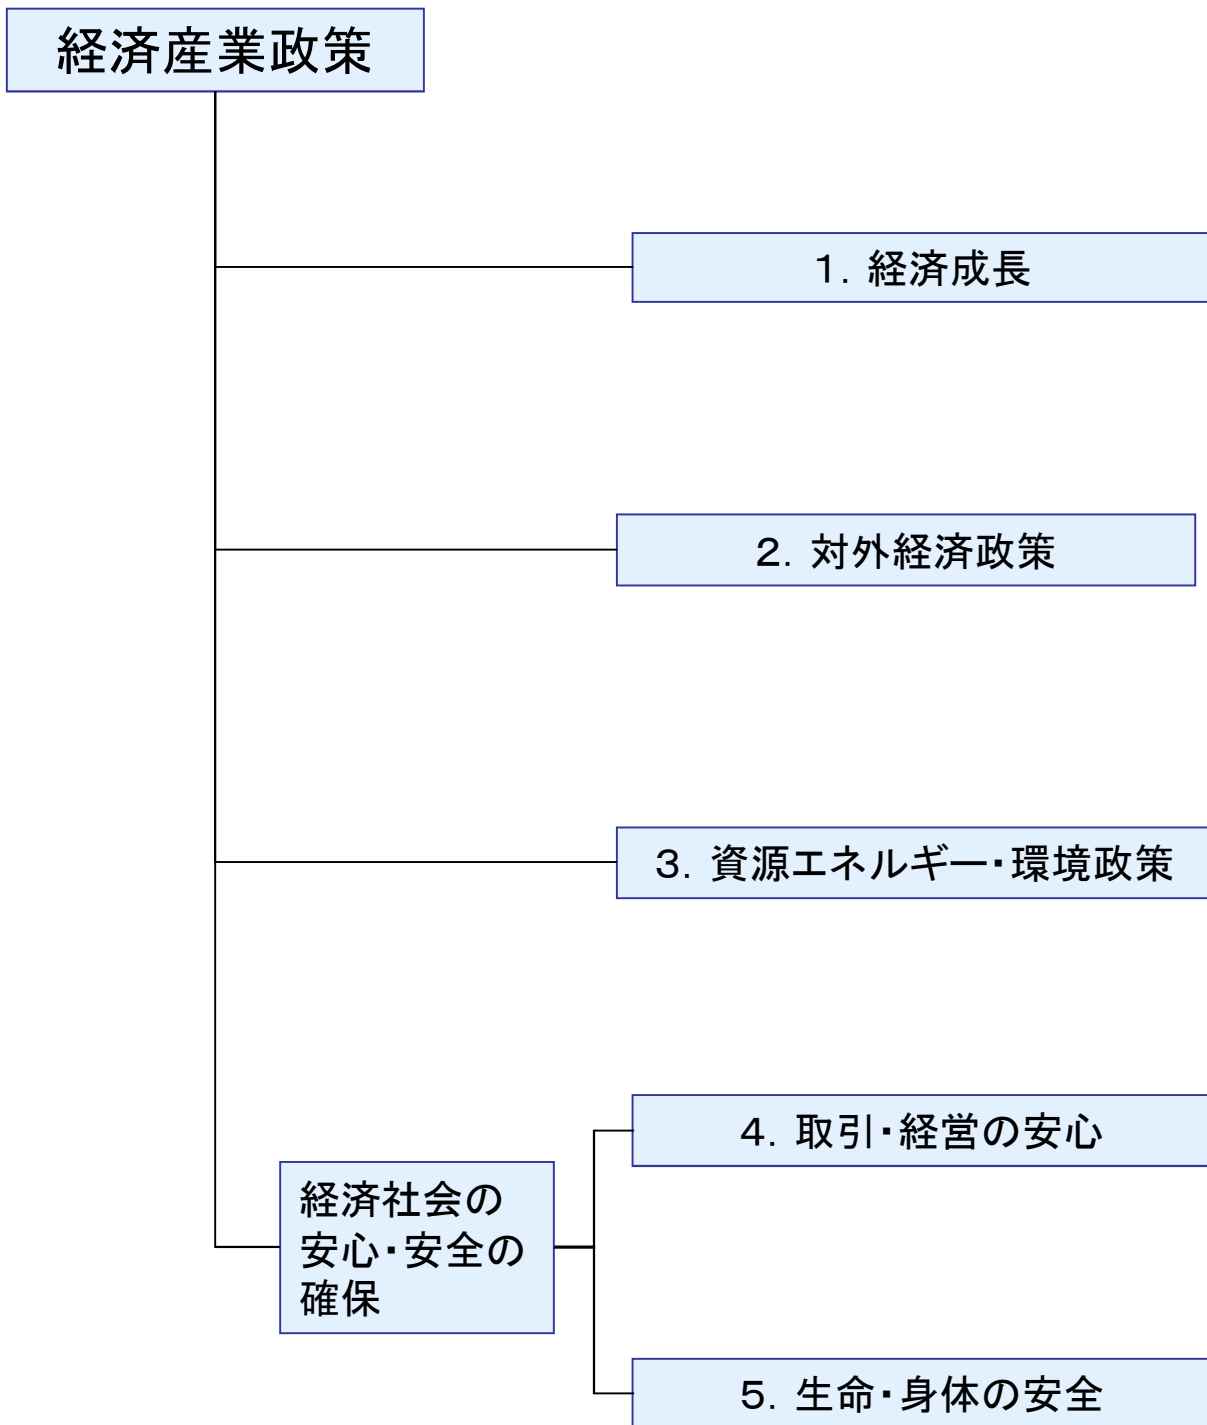 経済産業政策
1. 経済成長
2. 対外経済政策
3. 資源エネルギー・環境政策
4. 取引・経営の安心
経済社会の
安心・安全の
確保
5. 生命・身体の安全